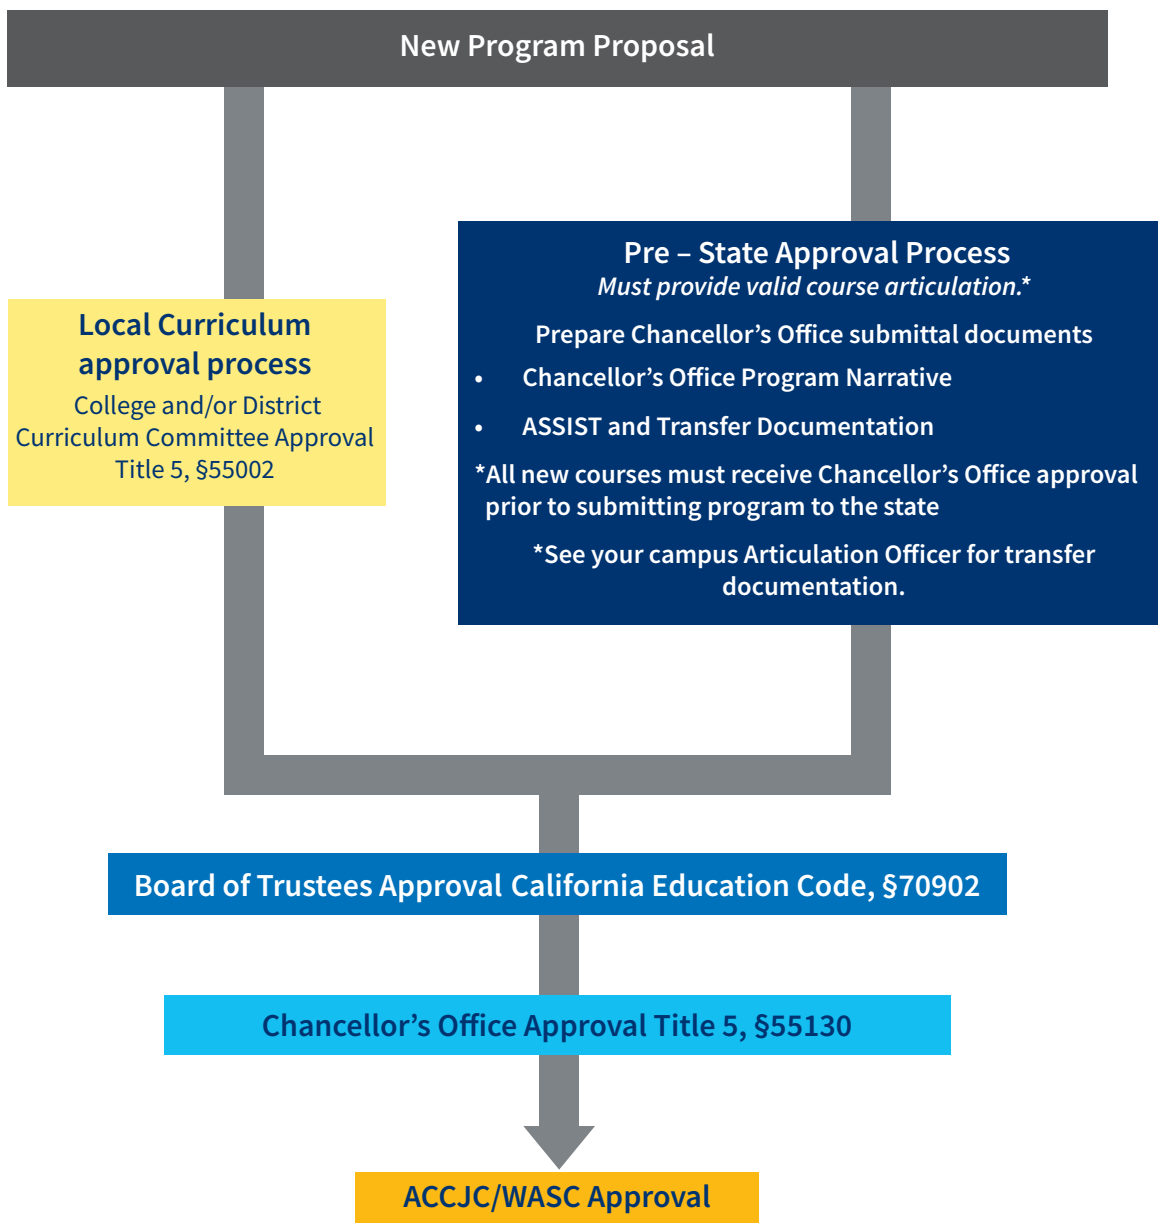 New Program Proposal
Local Curriculum
approval process
College and/or District
Curriculum Committee Approval
Title 5, §55002
Pre – State Approval Process
Must provide valid course articulation.*
Prepare Chancellor’s Office submittal documents
• Chancellor’s Office Program Narrative
• ASSIST and Transfer Documentation
*All new courses must receive Chancellor’s Office approval
prior to submitting program to the state
*See your campus Articulation Officer for transfer
documentation.
Board of Trustees Approval California Education Code, §70902
Chancellor’s Office Approval Title 5, §55130
ACCJC/WASC Approval